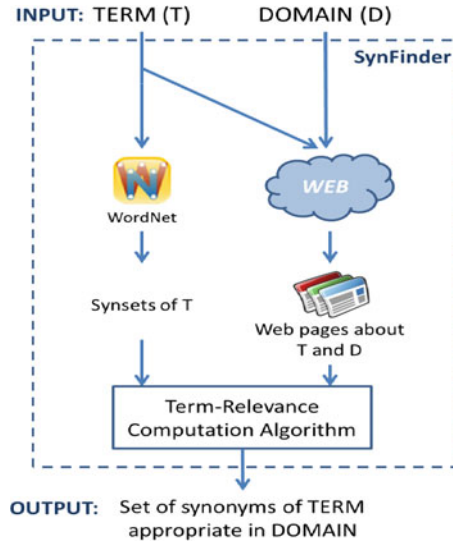 INPUT: TERM (T) DOMAIN (D)
SynFinder
W
WEB
WordNet
Synsets of T
Web pages about
T and D
Term-Relevance
Computation Algorithm
OUTPUT: Set of synonyms of TERM
appropriate in DOMAIN